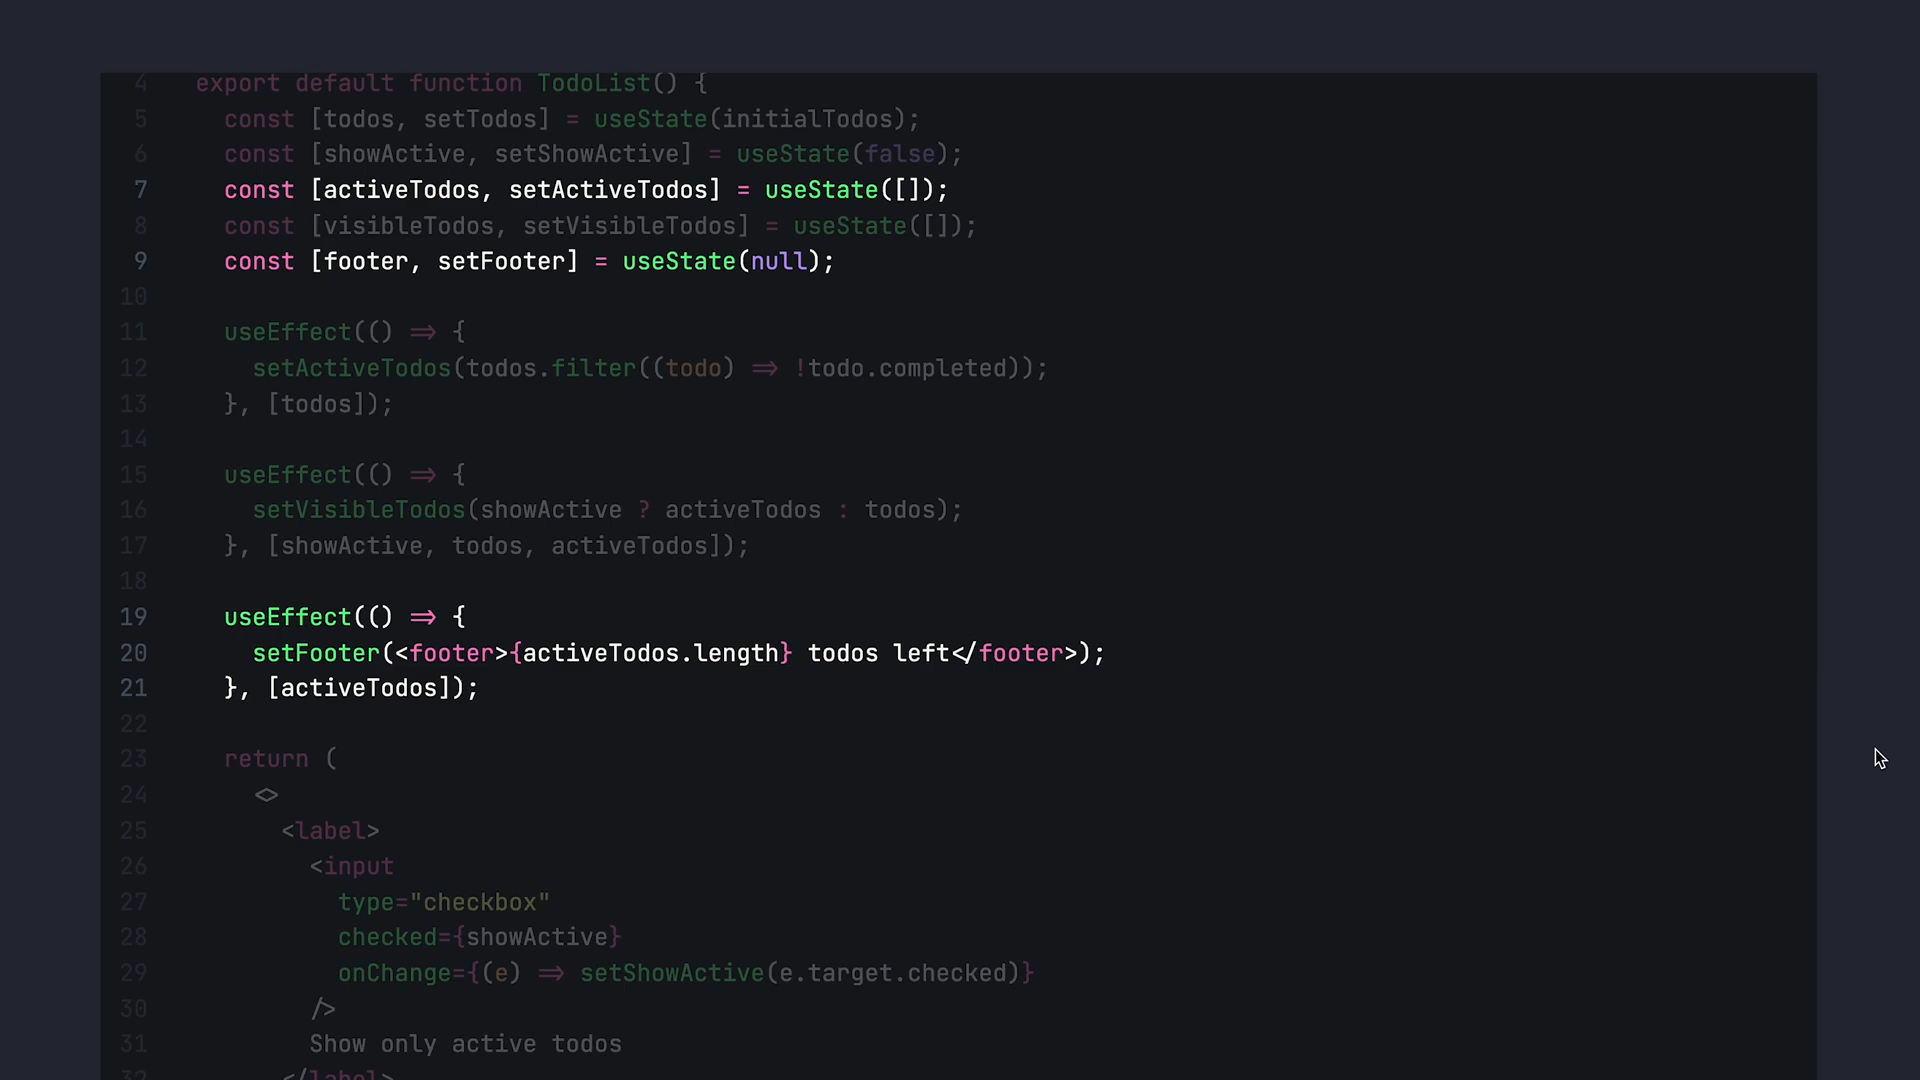 4 export default function TodoList() {
5 const [todos, setTodos] = useState(initialTodos);
6 const [showActive, setShowActive] = useState(false);
7 const [activeTodos, setActiveTodos] = useState([]);
8 const [visibleTodos, setVisibleTodos] = useState([]);
9 const [footer, setFooter] = useState(null);
10
11 useEffect(() => {
12 setActiveTodos(todos.filter((todo) => !todo.completed));
13 }, [todos]);
14
15 useEffect(() => {
16 setVisibleTodos(showActive ? activeTodos : todos);
17 }, [showActive, todos, activeTodos]);
18
19 useEffect(() => {
20 setFooter(<footer>{activeTodos.length} todos left</footer>);
21 }, [activeTodos]);
22
23 return (
24 <>
25 <label>
26 <input
27 type="checkbox"
28 checked={showActive}
29 onChange={(e) => setShowActive(e.target.checked)}
30 />
31 Show only active todos
32 </label>